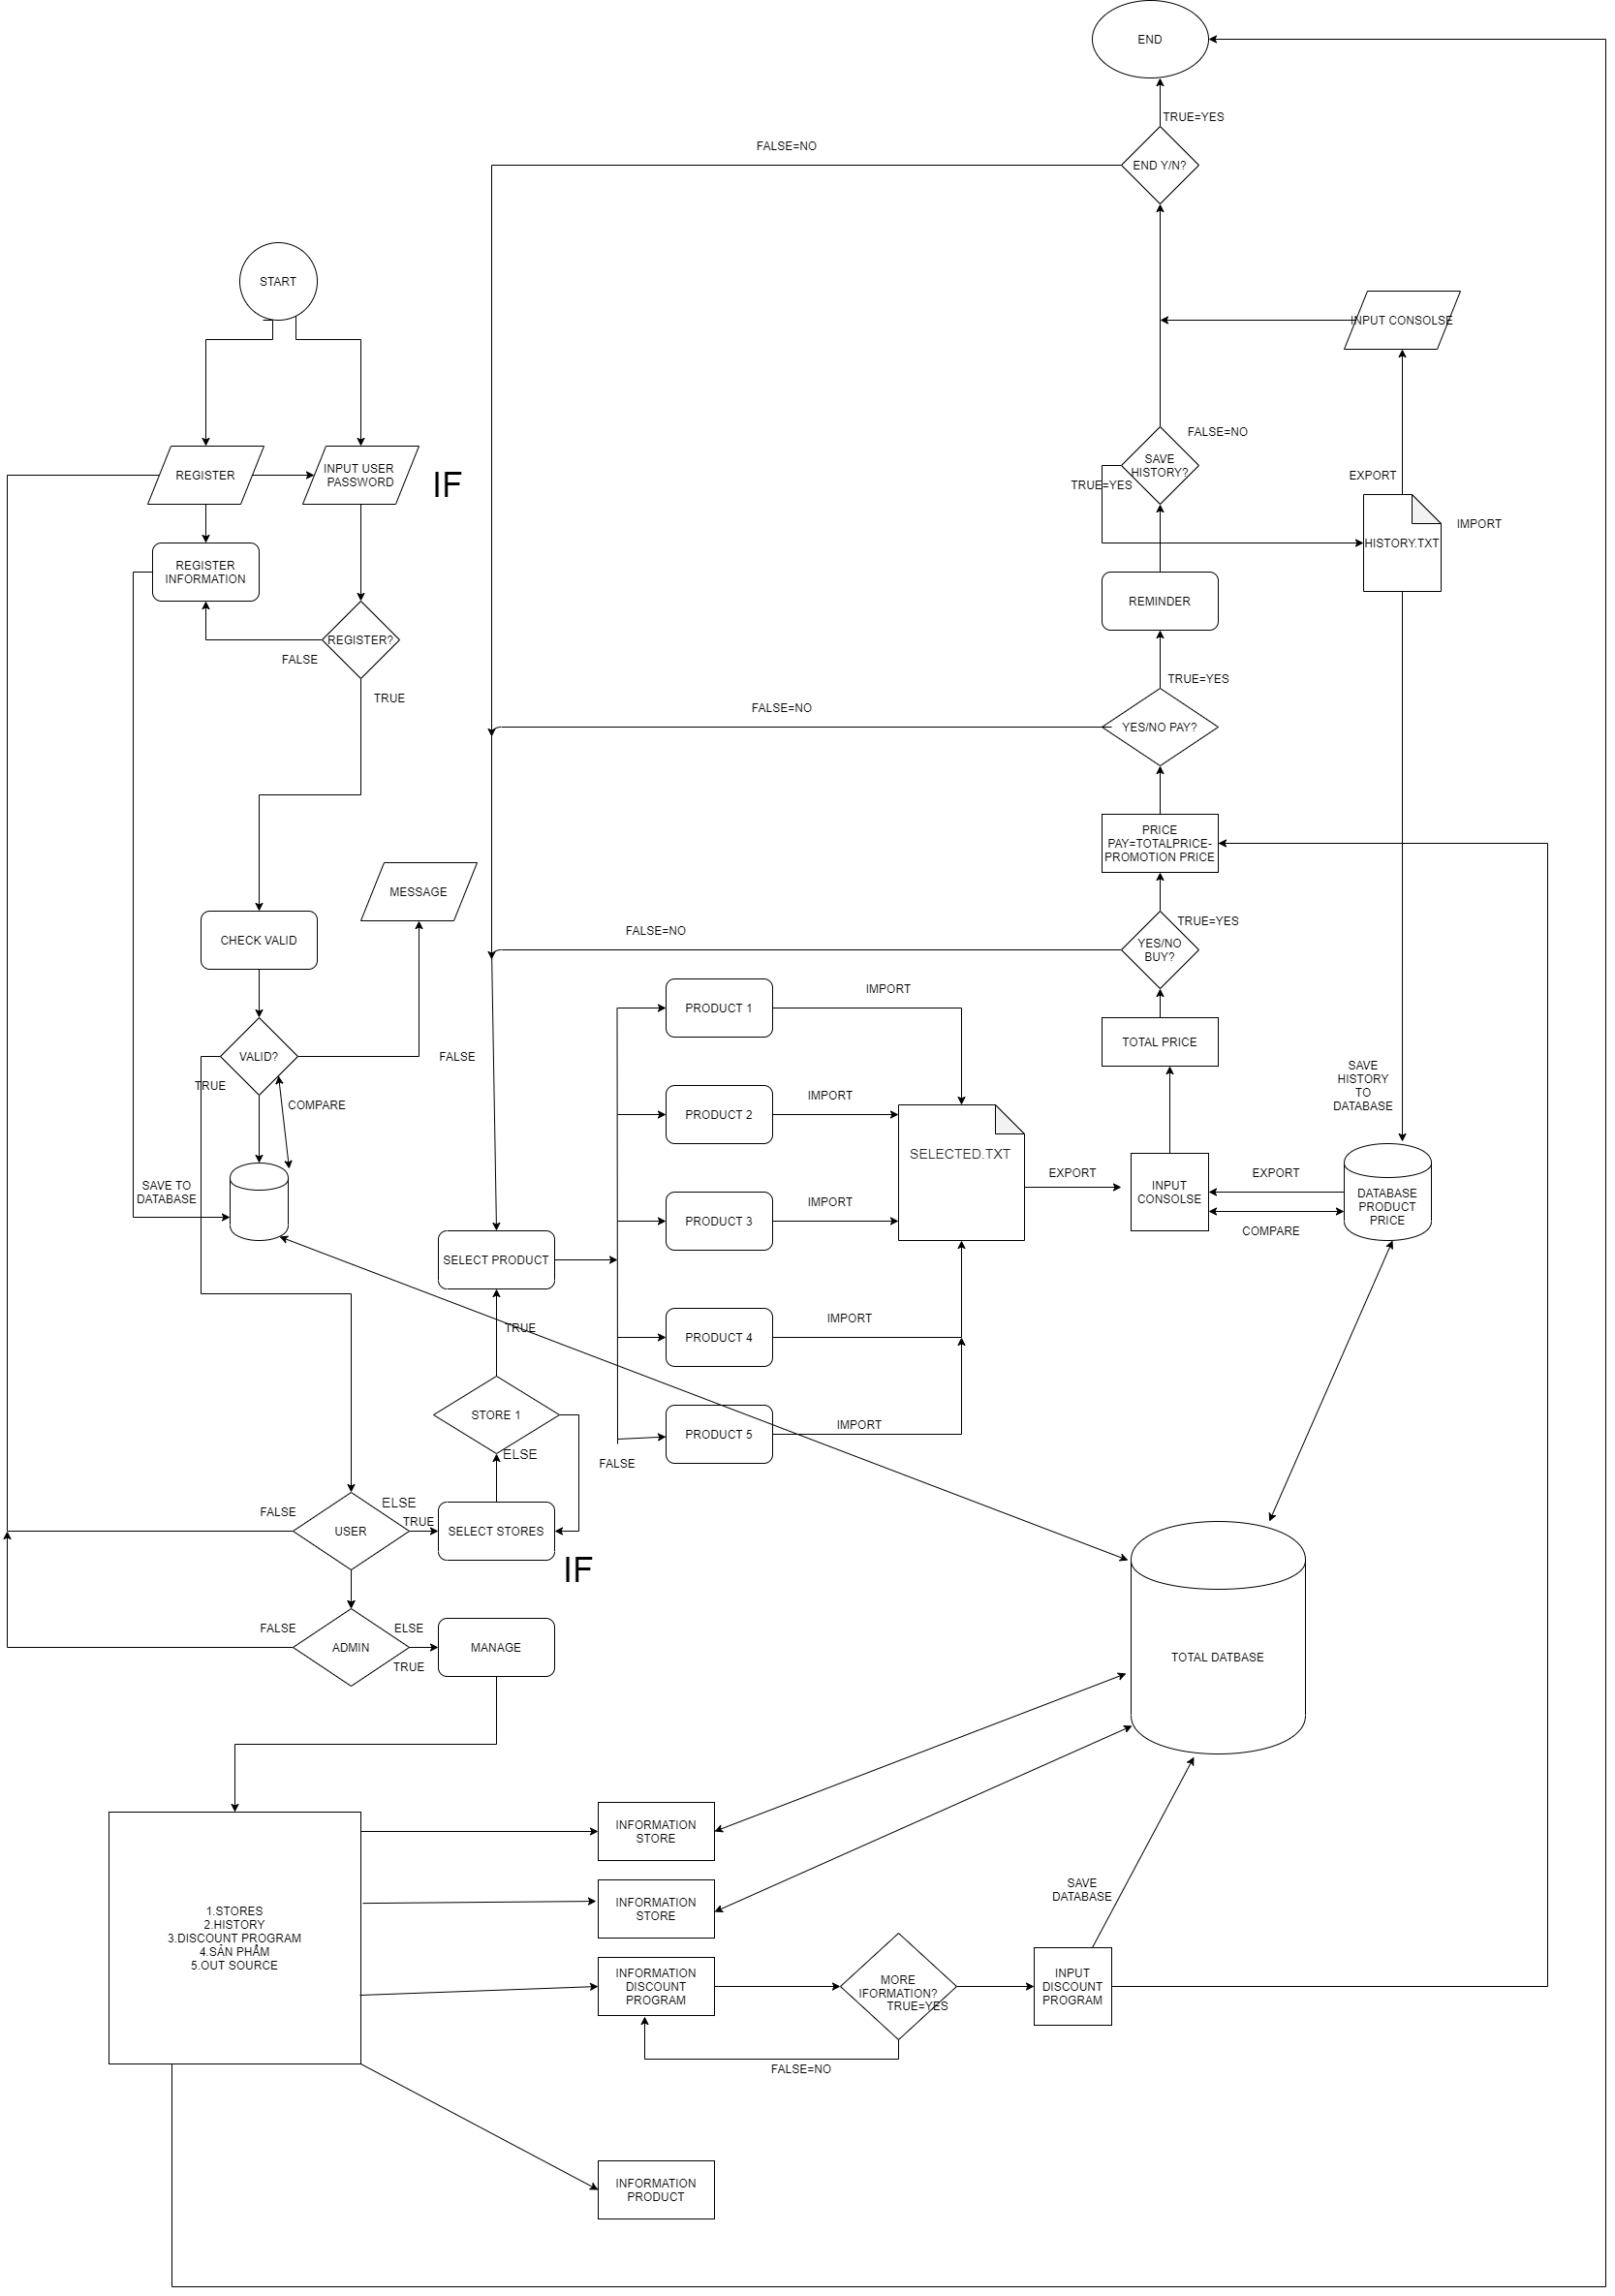 END
TRUE=YES
FALSE=NO
END Y/N?
START
INPUT CONSOLSE
FALSE=NO
SAVE
HISTORY?
TRUE=YES
EXPORT
REGISTER
INPUT USER
PASSWORD
IF
IMPORT
HISTORY.TXT
REGISTER
INFORMATION
REMINDER
REGISTER?
FALSE
TRUE
TRUE=YES
FALSE=NO
YES/NO PAY?
PRICE
PAY=TOTALPRICE-
PROMOTION PRICE
MESSAGE
TRUE=YES
FALSE=NO
CHECK VALID
YES/NO
BUY?
PRODUCT 1
IMPORT
TOTAL PRICE
VALID?
FALSE
TRUE
COMPARE
SAVE
HISTORY
TO
DATABASE
PRODUCT 2
IMPORT
SELECTED.TXT
EXPORT
INPUT
CONSOLSE
EXPORT
COMPARE
DATABASE
PRODUCT
PRICE
SAVE TO
DATABASE
PRODUCT 3
IMPORT
SELECT PRODUCT
TRUE
PRODUCT 4
IMPORT
STORE 1
ELSE
PRODUCT 5
IMPORT
FALSE
FALSE
USER
ELSE
TRUE
SELECT STORES
IF
FALSE
ADMIN
ELSE
TRUE
MANAGE
TOTAL DATBASE
INFORMATION
STORE
INFORMATION
STORE
SAVE
DATABASE
1.STORES
2.HISTORY
3.DISCOUNT PROGRAM
4.SẢN PHẨM
5.OUT SOURCE
INFORMATION
DISCOUNT
PROGRAM
MORE
IFORMATION?
TRUE=YES
INPUT
DISCOUNT
PROGRAM
FALSE=NO
INFORMATION
PRODUCT